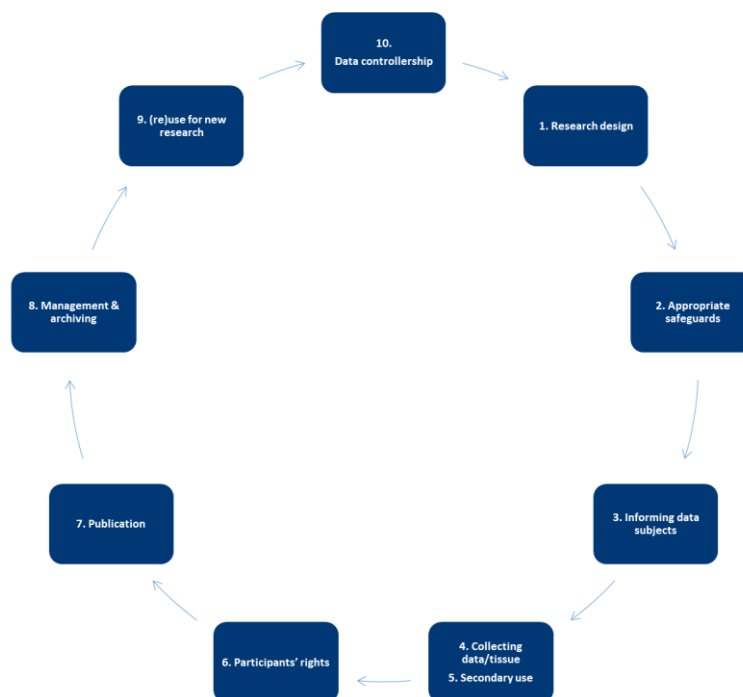 10.
Data controllership
1. Research design
2. Appropriate
safeguards
3. Informing data
subjects
4. Collecting
data/tissue
5. Secondary use
6. Participants’ rights
7. Publication
8. Management &
archiving
9. (re)use for new
research